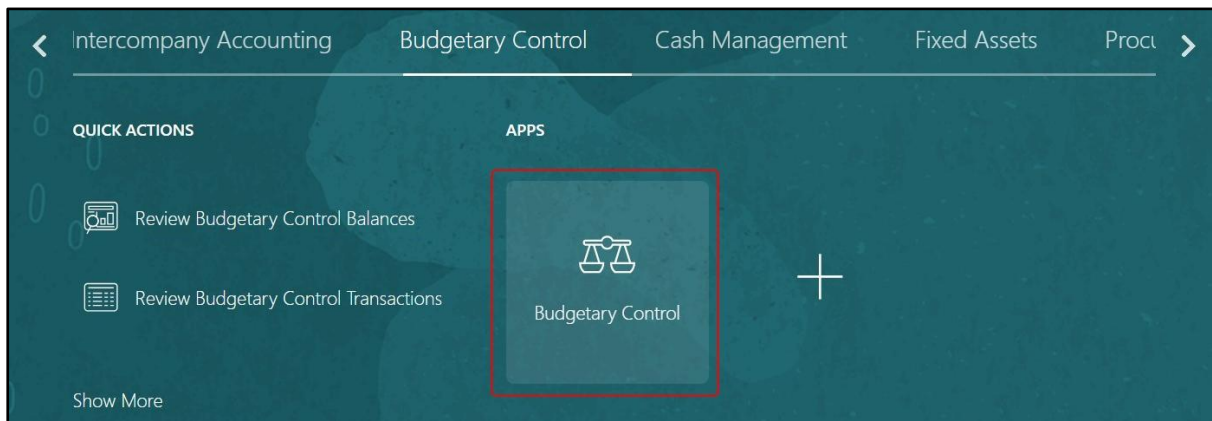 Intercompany Accounting Budgetary Control Cash Management Fixed Assets Procu
QUICK ACTIONS
APPS
Review Budgetary Control Balances
Review Budgetary Control Transactions
Budgetary Control
Show More